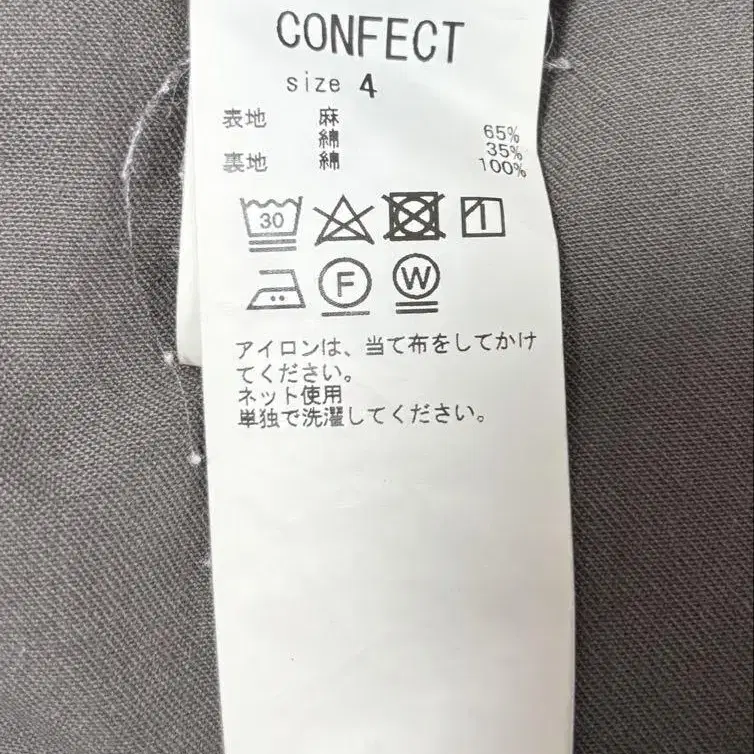 CONFECT
size 4
表地 麻 65%
綿 35%
裏地 綿 100%
30
F W
アイロンは、当て布をしてかけ
てください。
ネット使用
単独で洗濯してください。